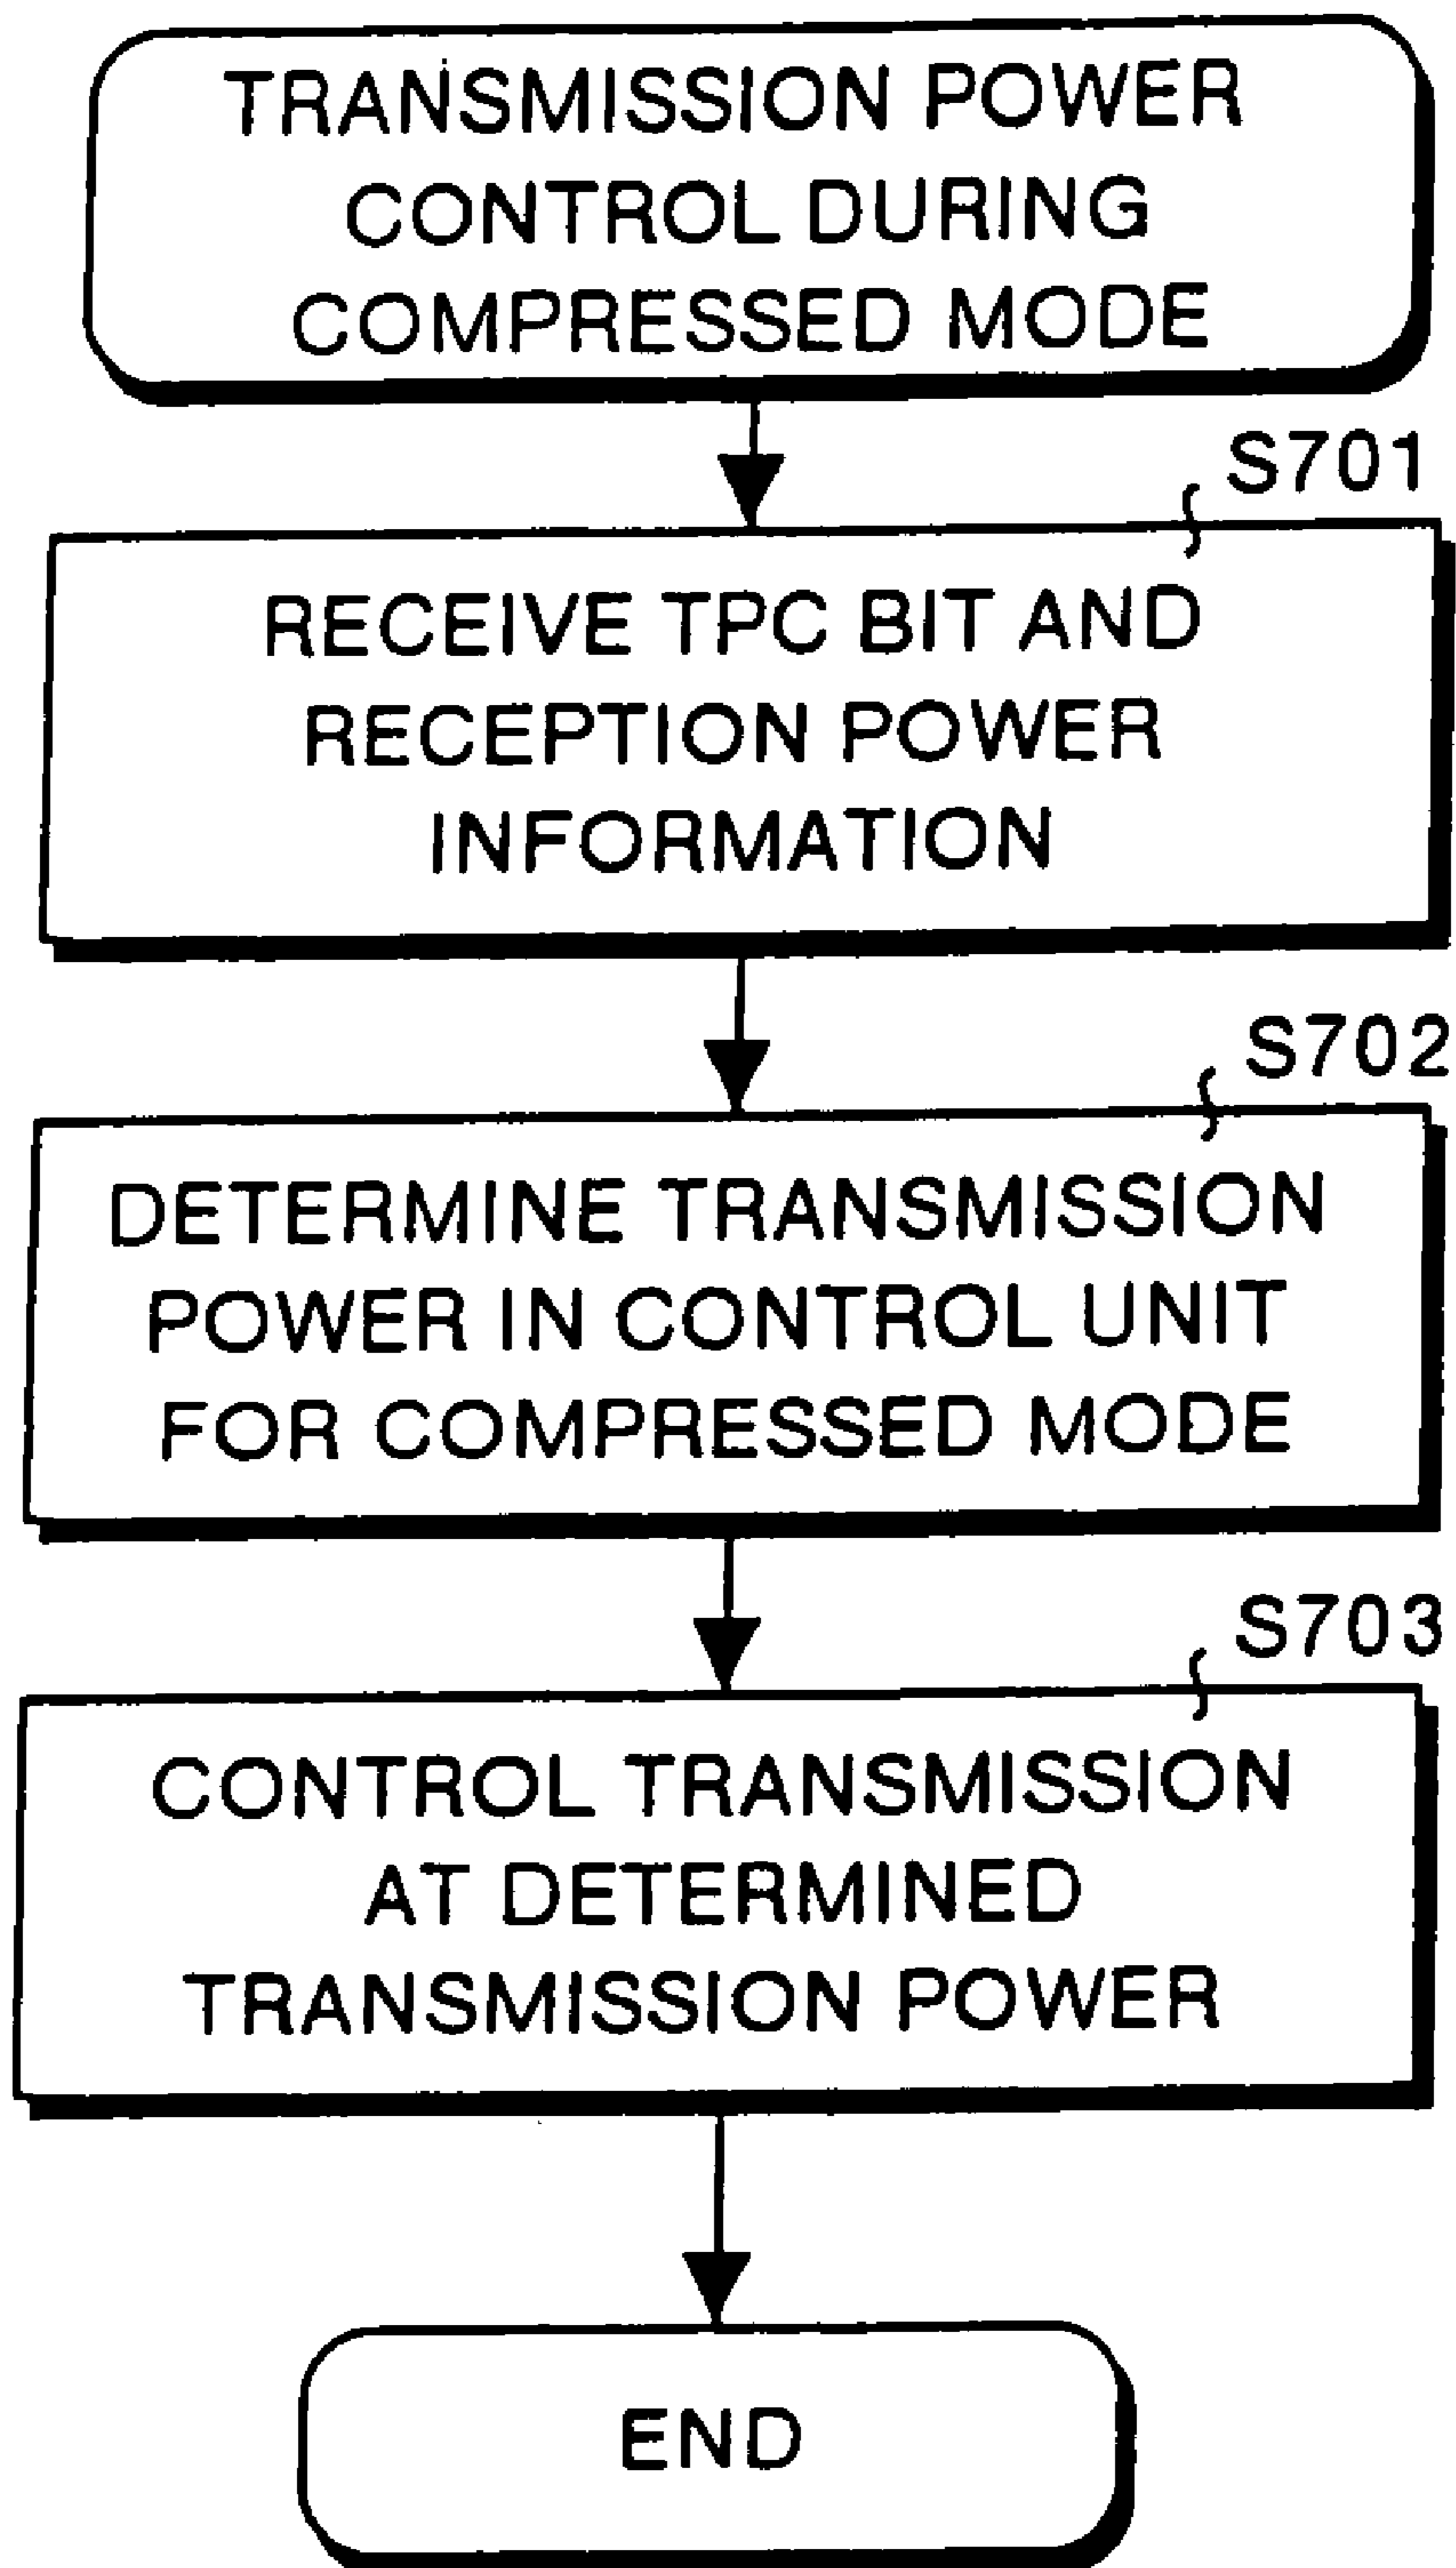 TRANSMISSION POWER
CONTROL DURING
COMPRESSED MODE
S701
RECEIVE TPC BIT AND
RECEPTION POWER
INFORMATION
S702
DETERMINE TRANSMISSION
POWER IN CONTROL UNIT
FOR COMPRESSED MODE
S703
CONTROL TRANSMISSION
AT DETERMINED
TRANSMISSION POWER
END